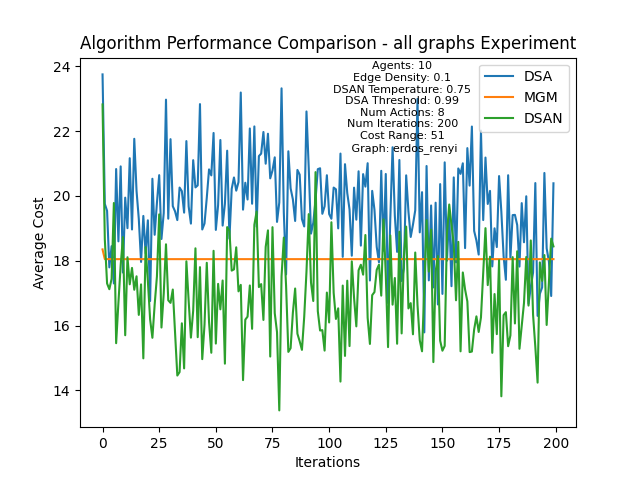 Algorithm Performance Comparison - all graphs Experiment
Agents: 10
Edge Density: 0.1
DSAN Temperature: 0.75
DSA Threshold: 0.99
Num Actions: 8
Num Iterations: 200
Cost Range: 51
Graph: erdos_renyi
DSA
MGM
DSAN
24
22
20
18
16
14
Average Cost
0 25 50 75 100 125 150 175 200
Iterations